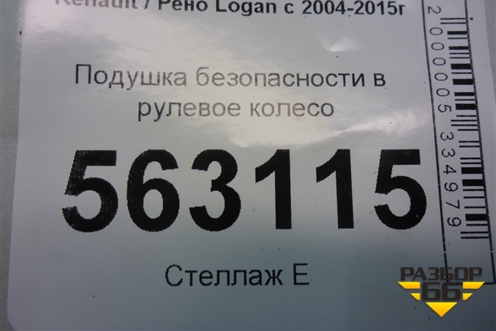 Renault / Рено Logan с 2004-2015г
Подушка безопасности в
рулевое колесо
563115
Стеллаж Е
2000005334979
РАЗБОР
66